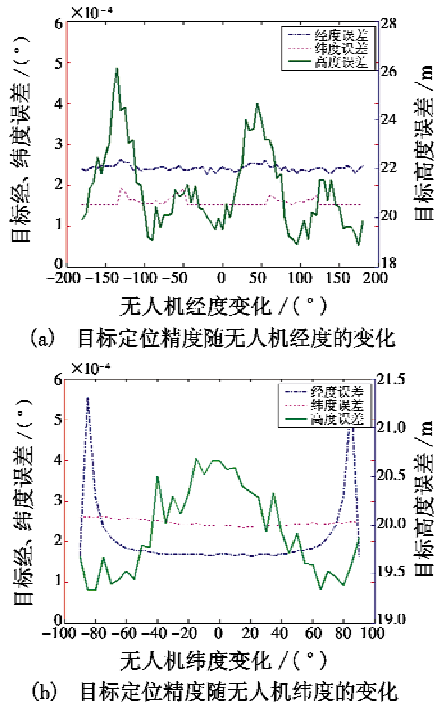 ×10⁻⁴
6
5
4
3
2
1
0
28
26
24
22
20
18
经度误差
纬度误差
高度误差
目标经、纬度误差/(°)
目标高度误差/m
-200 -150 -100 -50 0 50 100 150 200
无人机经度变化/(°)
(a) 目标定位精度随无人机经度的变化
×10⁻⁴
6
5
4
3
2
1
0
21.5
21.0
20.5
20.0
19.5
19.0
经度误差
纬度误差
高度误差
目标经、纬度误差/(°)
目标高度误差/m
-100 -80 -60 -40 -20 0 20 40 60 80 100
无人机纬度变化/(°)
(b) 目标定位精度随无人机纬度的变化